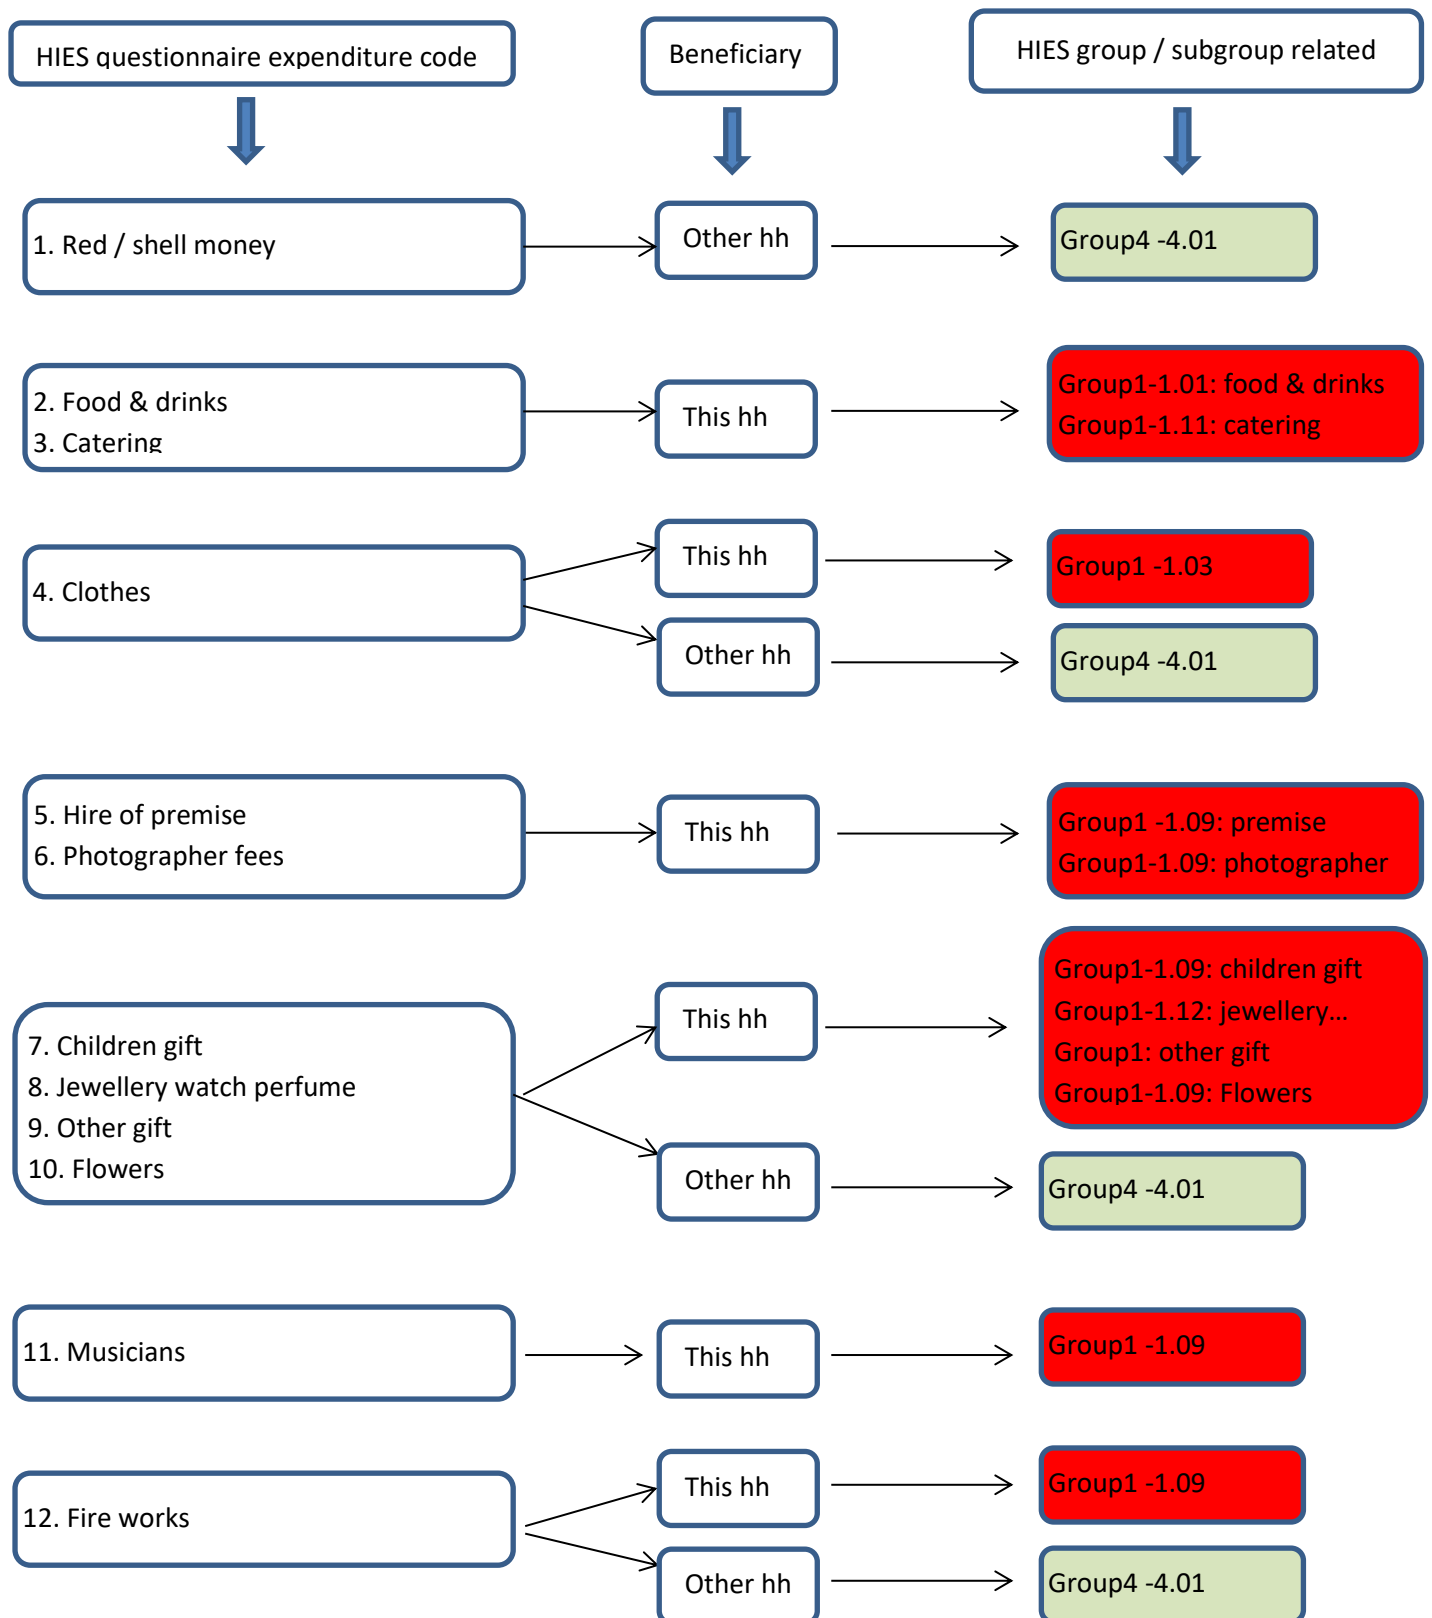 HIES questionnaire expenditure code
Beneficiary
HIES group / subgroup related
1. Red / shell money
Other hh
Group4 -4.01
2. Food & drinks
3. Catering
This hh
Group1-1.01: food & drinks
Group1-1.11: catering
4. Clothes
This hh
Group1 -1.03
Other hh
Group4 -4.01
5. Hire of premise
6. Photographer fees
This hh
Group1 -1.09: premise
Group1-1.09: photographer
7. Children gift
8. Jewellery watch perfume
9. Other gift
10. Flowers
This hh
Group1-1.09: children gift
Group1-1.12: jewellery...
Group1: other gift
Group1-1.09: Flowers
Other hh
Group4 -4.01
11. Musicians
This hh
Group1 -1.09
12. Fire works
This hh
Group1 -1.09
Other hh
Group4 -4.01